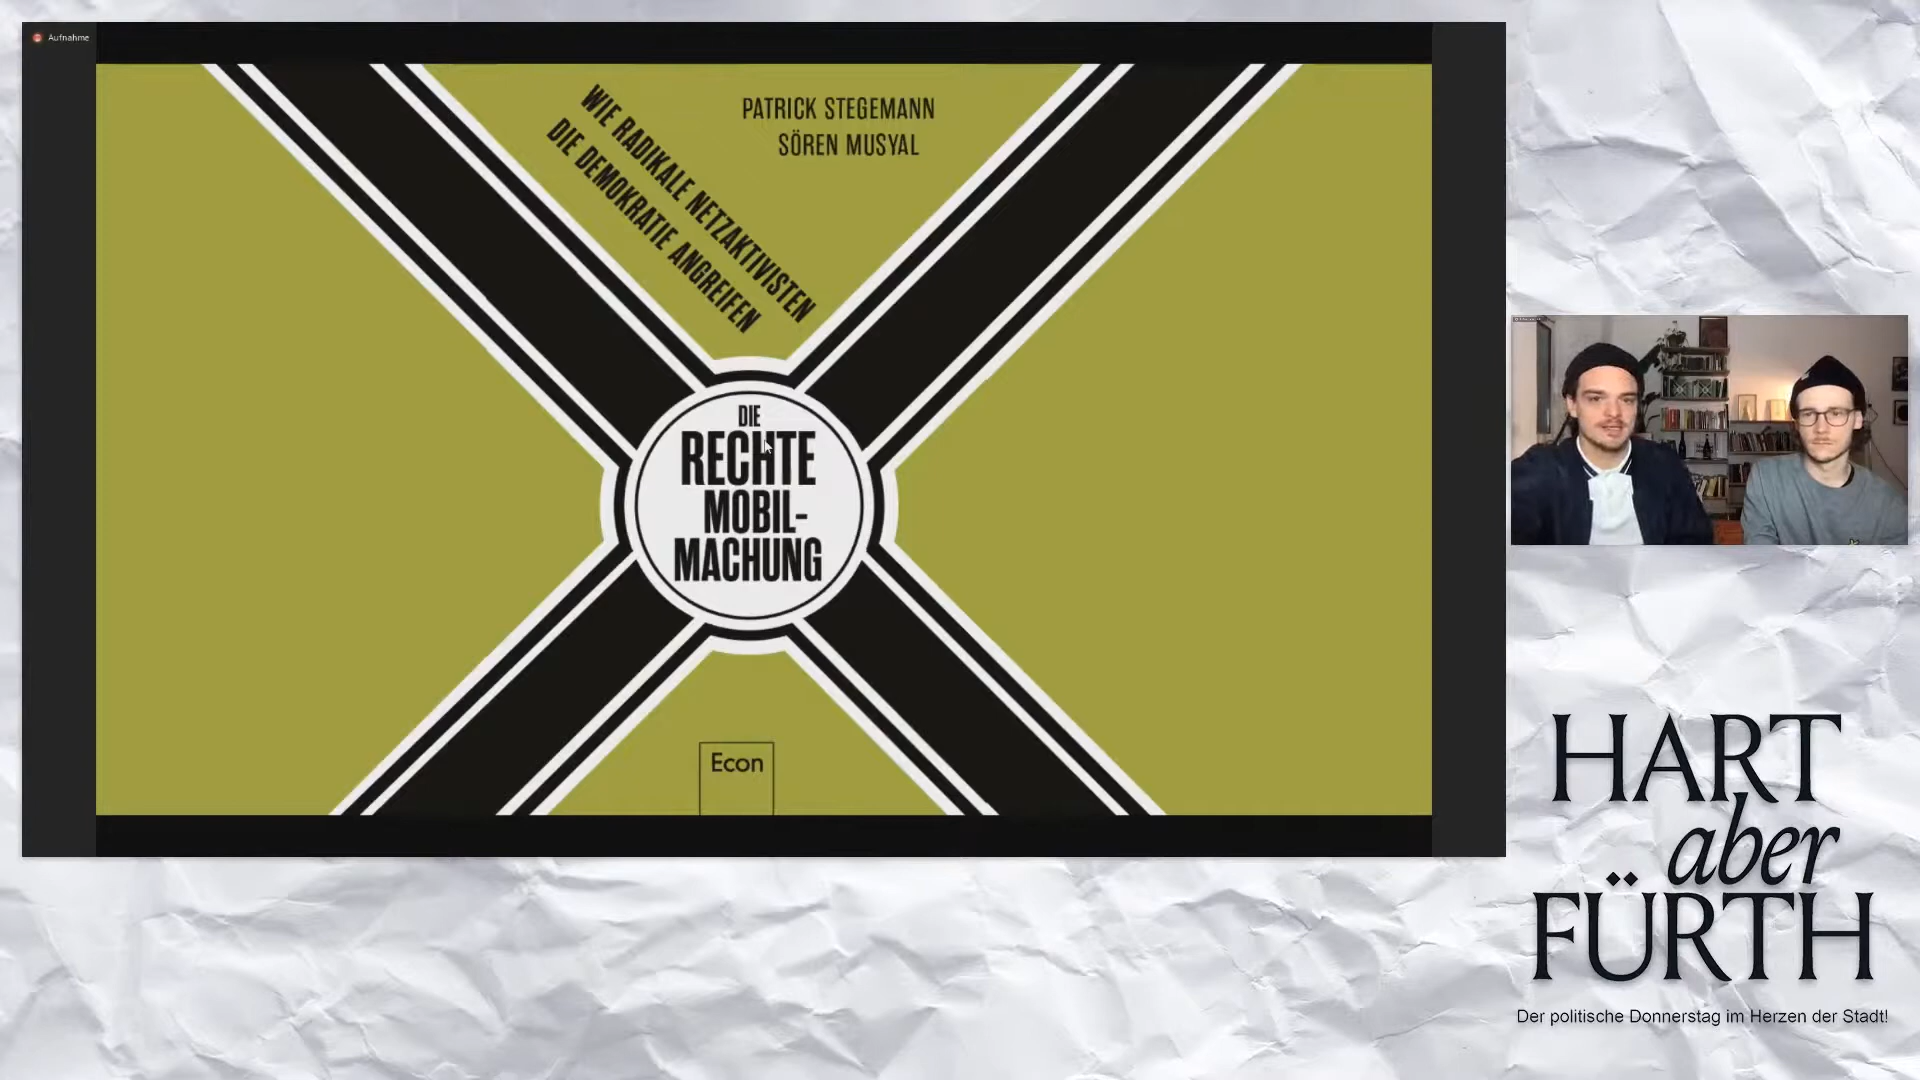 Aufnahme
WIE RADIKALE NETZAKTIVISTEN
DIE DEMOKRATIE ANGREIFEN
PATRICK STEGEMANN
SÖREN MUSYAL
DIE
RECHTE
MOBIL-
MACHUNG
Econ
HART
aber
FÜRTH
Der politische Donnerstag im Herzen der Stadt!